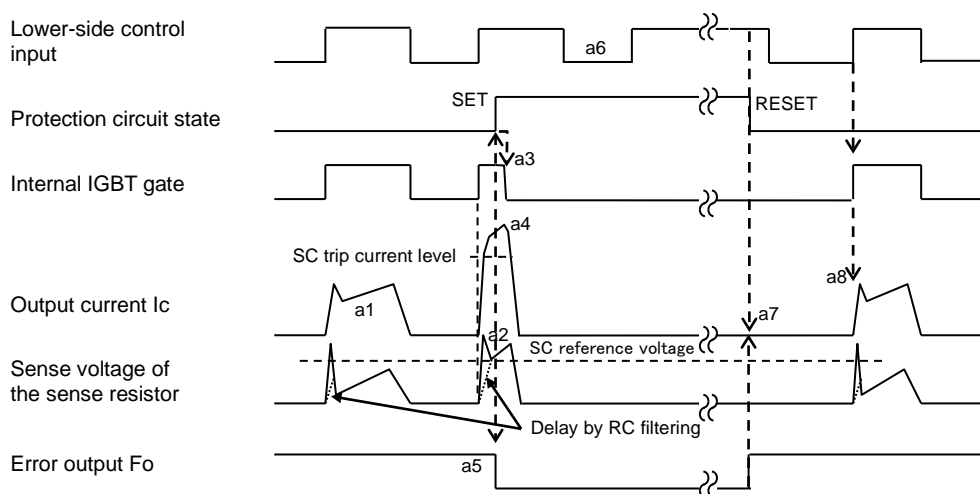 Lower-side control
input
a6
SET
RESET
Protection circuit state
a3
Internal IGBT gate
a4
SC trip current level
a8
Output current Ic
a1
a7
a2
SC reference voltage
Sense voltage of
the sense resistor
Delay by RC filtering
Error output Fo
a5